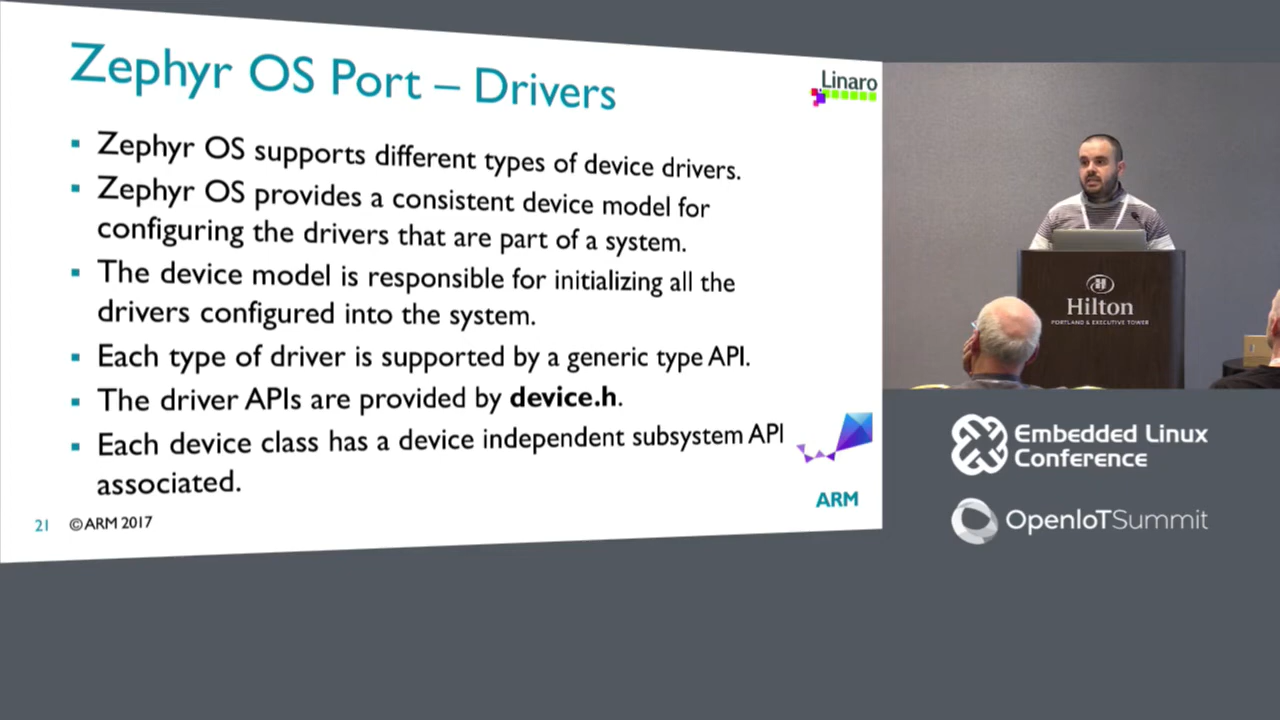 Zephyr OS Port – Drivers
Linaro
▪ Zephyr OS supports different types of device drivers.
▪ Zephyr OS provides a consistent device model for
configuring the drivers that are part of a system.
▪ The device model is responsible for initializing all the
drivers configured into the system.
▪ Each type of driver is supported by a generic type API.
▪ The driver APIs are provided by device.h.
▪ Each device class has a device independent subsystem API
associated.
ARM
21 ©ARM 2017
Hilton
PORTLAND & EXECUTIVE TOWER
Embedded Linux
Conference
OpenIoTSummit